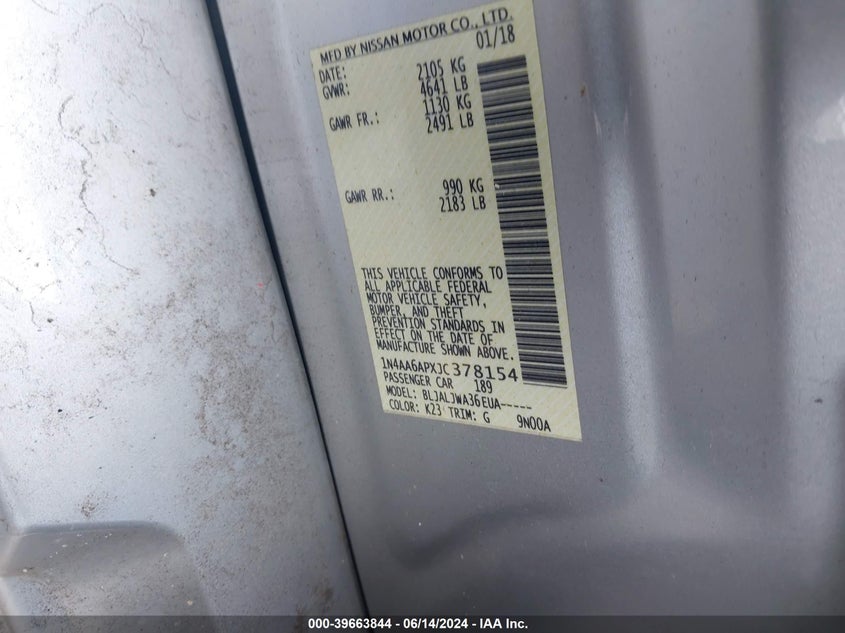 MFD BY NISSAN MOTOR CO., LTD.
DATE: 01/18
GVWR: 2105 KG
4641 LB
GAWR FR.: 1130 KG
2491 LB
GAWR RR.: 990 KG
2183 LB
THIS VEHICLE CONFORMS TO
ALL APPLICABLE FEDERAL
MOTOR VEHICLE SAFETY,
BUMPER, AND THEFT
PREVENTION STANDARDS IN
EFFECT ON THE DATE OF
MANUFACTURE SHOWN ABOVE.
1N4AA6APXJC378154
PASSENGER CAR 189
MODEL: BLJALJWA36EUA-----
COLOR: K23 TRIM: G 9N00A
000-39663844 - 06/14/2024 - IAA Inc.